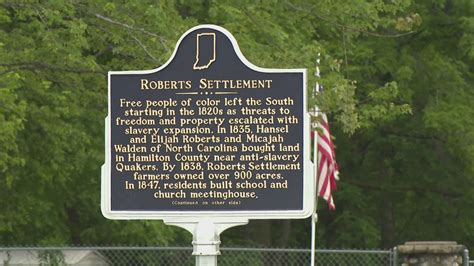 Roberts Settlement
Free people of color left the South
starting in the 1820s as threats to
freedom and property escalated with
slavery expansion. In 1835, Hansel
and Elijah Roberts and Micajah
Walden of North Carolina bought land
in Hamilton County near anti-slavery
Quakers. By 1838, Roberts Settlement
farmers owned over 900 acres.
In 1847, residents built school and
church meetinghouse.
(Continued on other side)